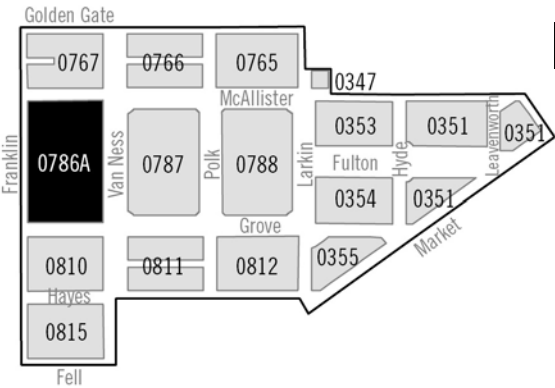 Golden Gate
0767
0766
0765
0347
McAllister
Franklin
0786A
Van Ness
0787
Polk
0788
Larkin
0353
Fulton
0354
Hyde
0351
Leavenworth
0351
0351
Market
Grove
0810
0811
0812
0355
Hayes
0815
Fell